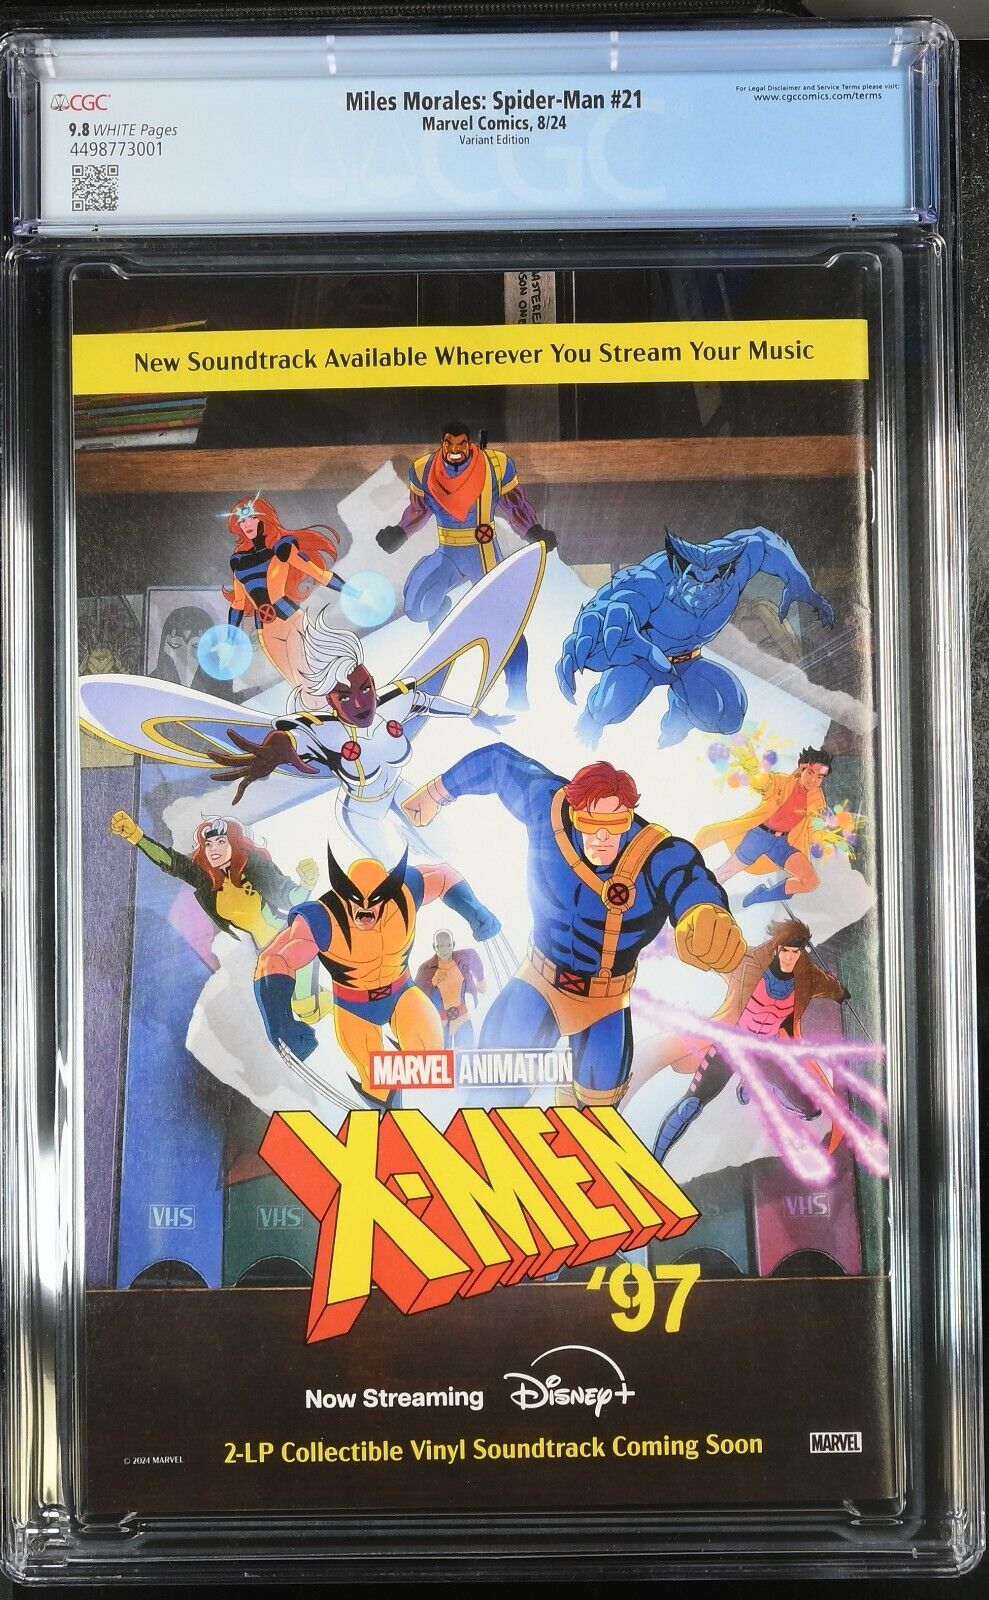 CGC
9.8 WHITE Pages
4498773001
Miles Morales: Spider-Man #21
Marvel Comics, 8/24
Variant Edition
For Legal Disclaimer and Service Terms please visit:
www.cgccomics.com/terms
CGC
New Soundtrack Available Wherever You Stream Your Music
VHS
VHS
VHS
MARVEL ANIMATION
X-MEN
'97
Now Streaming Disney+
2-LP Collectible Vinyl Soundtrack Coming Soon
© 2024 MARVEL
MARVEL